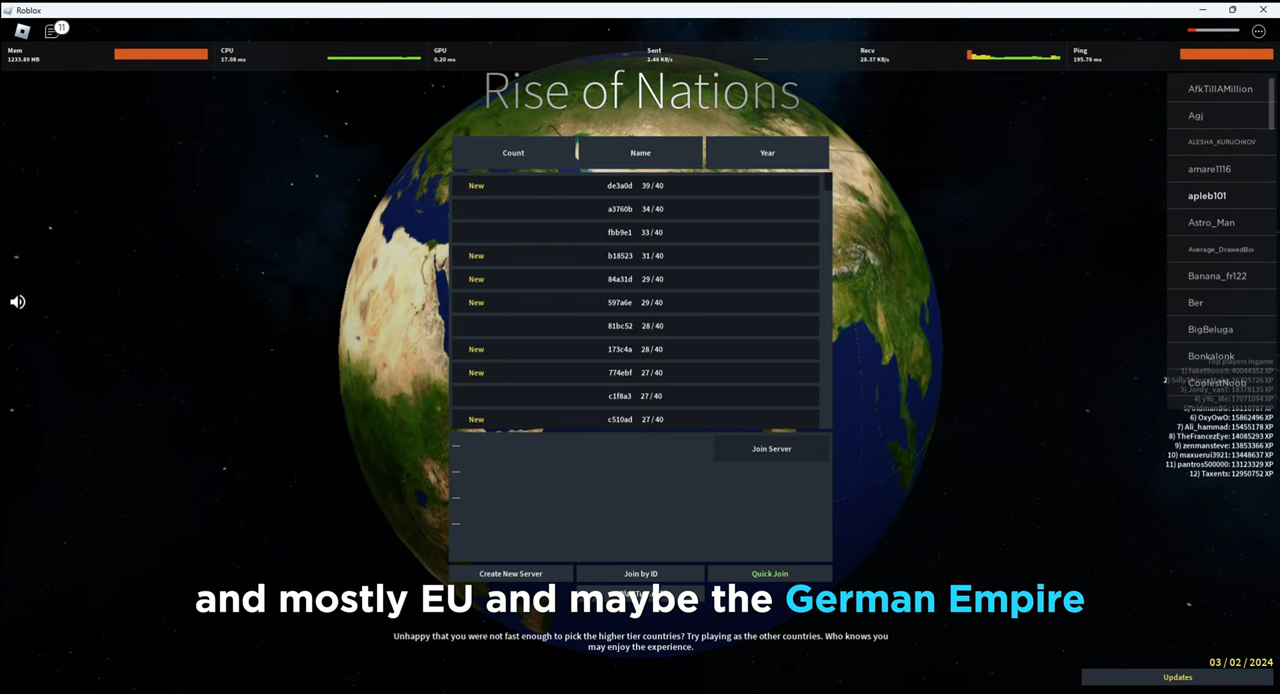 Roblox
11
Mem
1233.89 MB
CPU
17.08 ms
GPU
0.20 ms
Sent
2.46 KB/s
Recv
28.37 KB/s
Ping
195.76 ms
Rise of Nations
Count Name Year
New de3a0d 39/40
a3760b 34/40
fbb9e1 33/40
New b18523 31/40
New 84a31d 29/40
New 597a6e 29/40
81bc52 28/40
New 173c4a 28/40
New 774ebf 27/40
c1f8a3 27/40
New c510ad 27/40
---
---
---
---
Join Server
Create New Server Join by ID Quick Join
and mostly EU and maybe the German Empire
Unhappy that you were not fast enough to pick the higher tier countries? Try playing as the other countries. Who knows you
may enjoy the experience.
AfkTillAMillion
Agj
ALESHA_KURUCHKOV
amare1116
apleb101
Astro_Man
Average_DrawedBoi
Banana_fr122
Ber
BigBeluga
Bonkalonk
CoolestNoob
Top players ingame
4) yYo_Me: 17071094 XP
6) OxyOwO: 15862496 XP
7) Ali_hammad: 15455178 XP
8) TheFrancezEye: 14085293 XP
9) zenmansteve: 13853366 XP
10) maxuerui3921: 13448637 XP
11) pantros500000: 13123329 XP
12) Taxents: 12950752 XP
03/02/2024
Updates